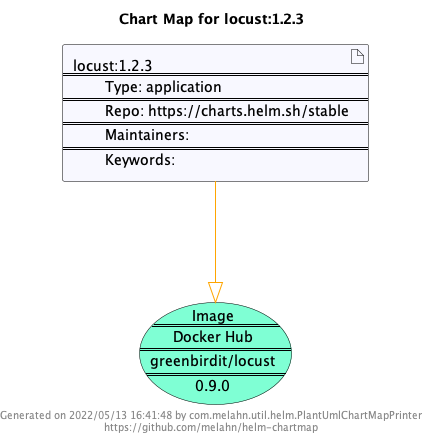 Chart Map for locust:1.2.3
locust:1.2.3
Type: application
Repo: https://charts.helm.sh/stable
Maintainers:
Keywords:
Image
Docker Hub
greenbirdit/locust
0.9.0
Generated on 2022/05/13 16:41:48 by com.melahn.util.helm.PlantUmlChartMapPrinter
https://github.com/melahn/helm-chartmap